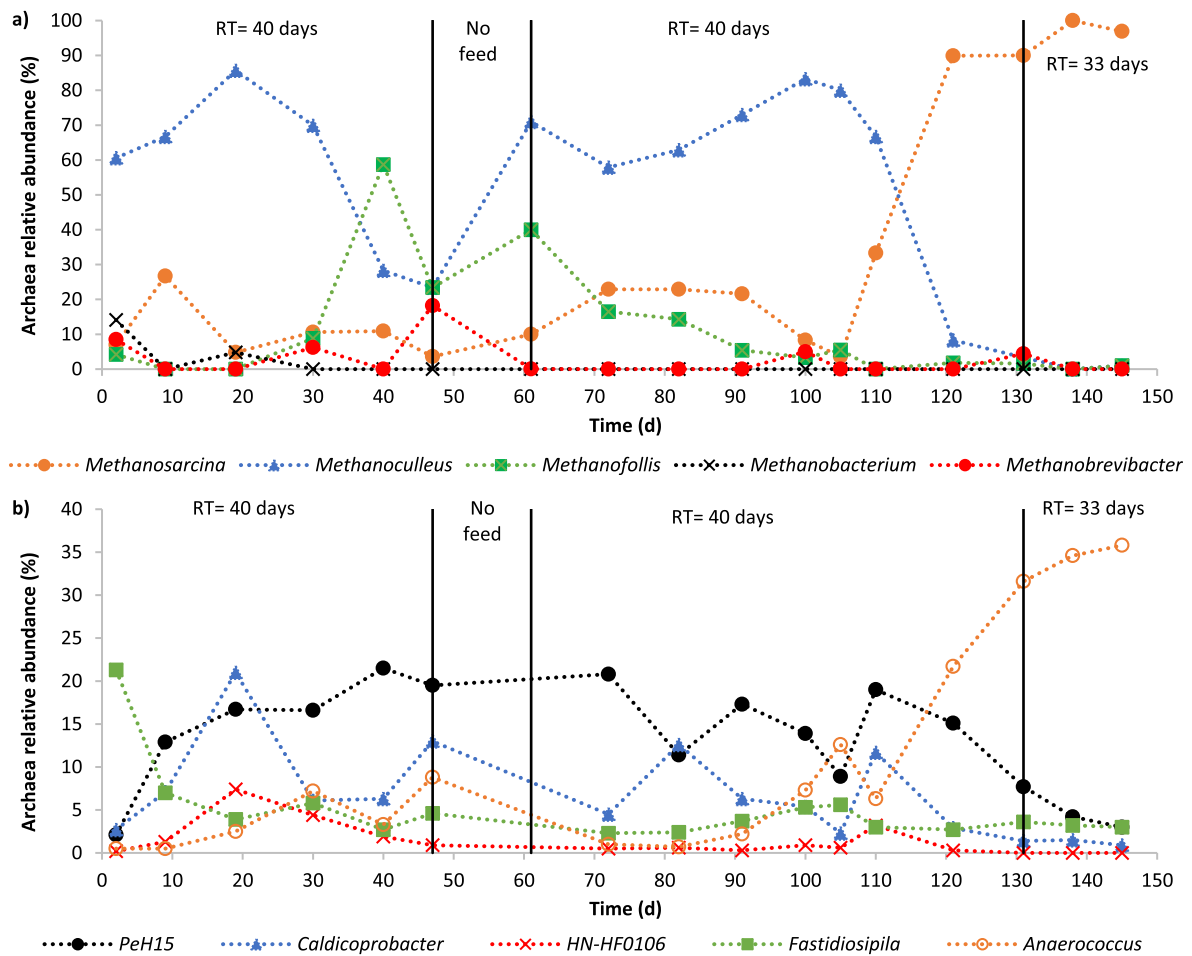 a)
RT= 40 days
No
feed
RT= 40 days
RT= 33 days
Archaea relative abundance (%)
100
90
80
70
60
50
40
30
20
10
0
0 10 20 30 40 50 60 70 80 90 100 110 120 130 140 150
Time (d)
Methanosarcina Methanoculleus Methanofollis Methanobacterium Methanobrevibacter
b)
RT= 40 days
No
feed
RT= 40 days
RT= 33 days
Archaea relative abundance (%)
40
35
30
25
20
15
10
5
0
0 10 20 30 40 50 60 70 80 90 100 110 120 130 140 150
Time (d)
PeH15 Caldicoprobacter HN-HF0106 Fastidiosipila Anaerococcus